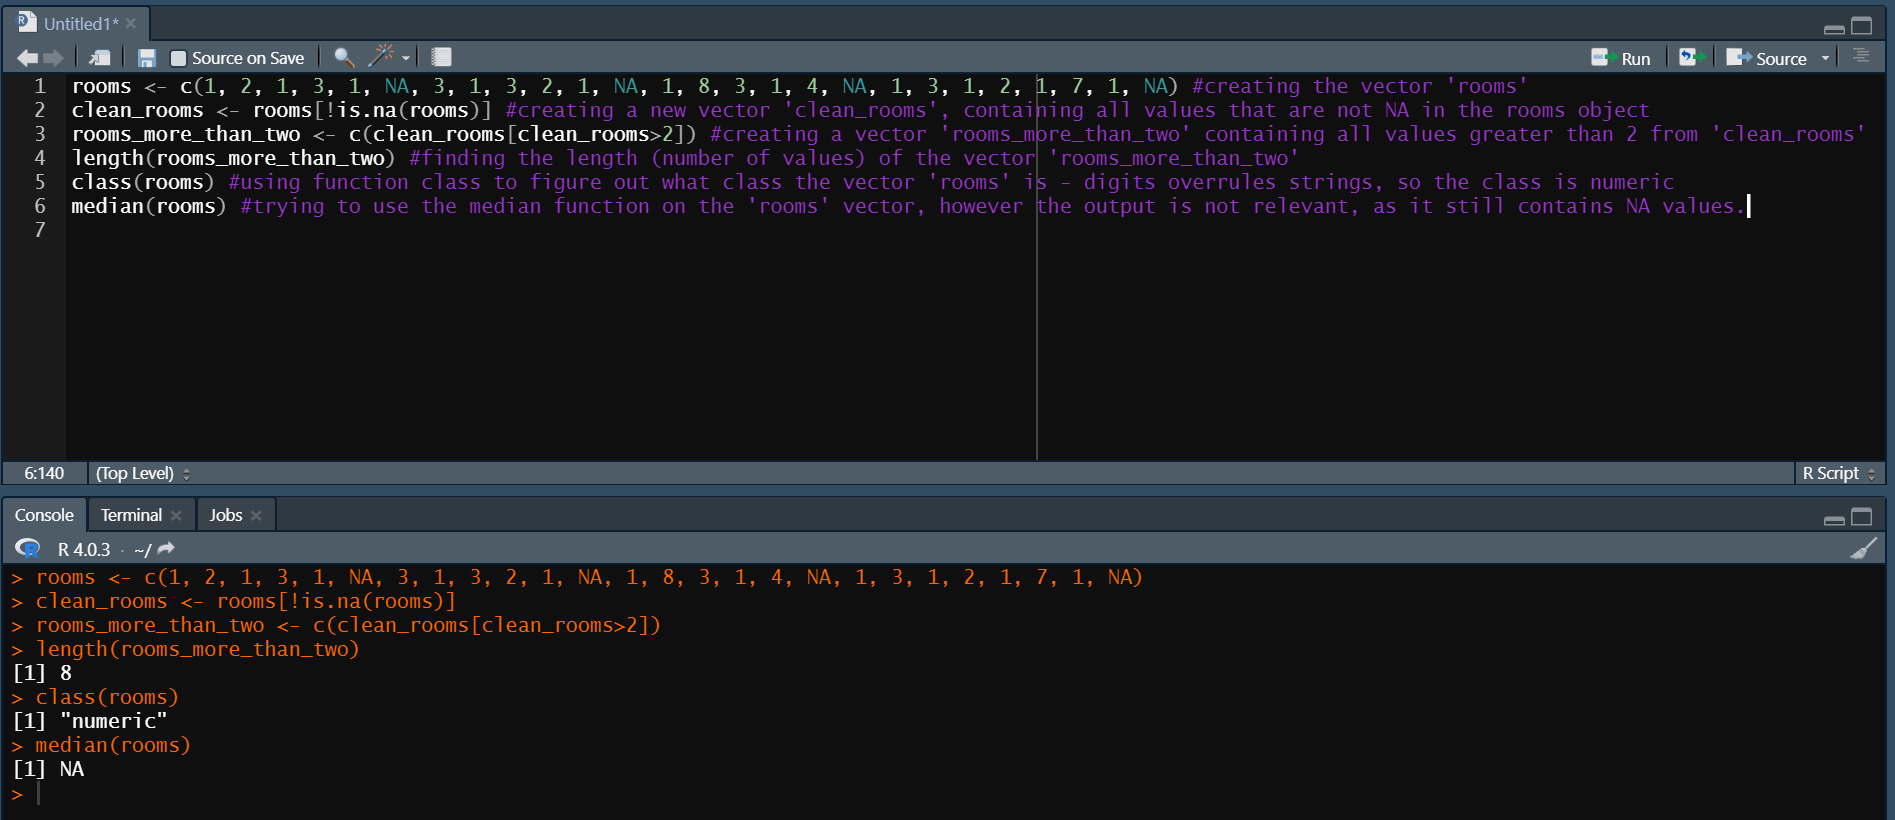 Untitled1*
Source on Save Run Source
1 rooms <- c(1, 2, 1, 3, 1, NA, 3, 1, 3, 2, 1, NA, 1, 8, 3, 1, 4, NA, 1, 3, 1, 2, 1, 7, 1, NA) #creating the vector 'rooms'
2 clean_rooms <- rooms[!is.na(rooms)] #creating a new vector 'clean_rooms', containing all values that are not NA in the rooms object
3 rooms_more_than_two <- c(clean_rooms[clean_rooms>2]) #creating a vector 'rooms_more_than_two' containing all values greater than 2 from 'clean_rooms'
4 length(rooms_more_than_two) #finding the length (number of values) of the vector 'rooms_more_than_two'
5 class(rooms) #using function class to figure out what class the vector 'rooms' is - digits overrules strings, so the class is numeric
6 median(rooms) #trying to use the median function on the 'rooms' vector, however the output is not relevant, as it still contains NA values.
7
6:140 (Top Level) R Script
Console Terminal Jobs
R R 4.0.3 · ~/
> rooms <- c(1, 2, 1, 3, 1, NA, 3, 1, 3, 2, 1, NA, 1, 8, 3, 1, 4, NA, 1, 3, 1, 2, 1, 7, 1, NA)
> clean_rooms <- rooms[!is.na(rooms)]
> rooms_more_than_two <- c(clean_rooms[clean_rooms>2])
> length(rooms_more_than_two)
[1] 8
> class(rooms)
[1] "numeric"
> median(rooms)
[1] NA
>